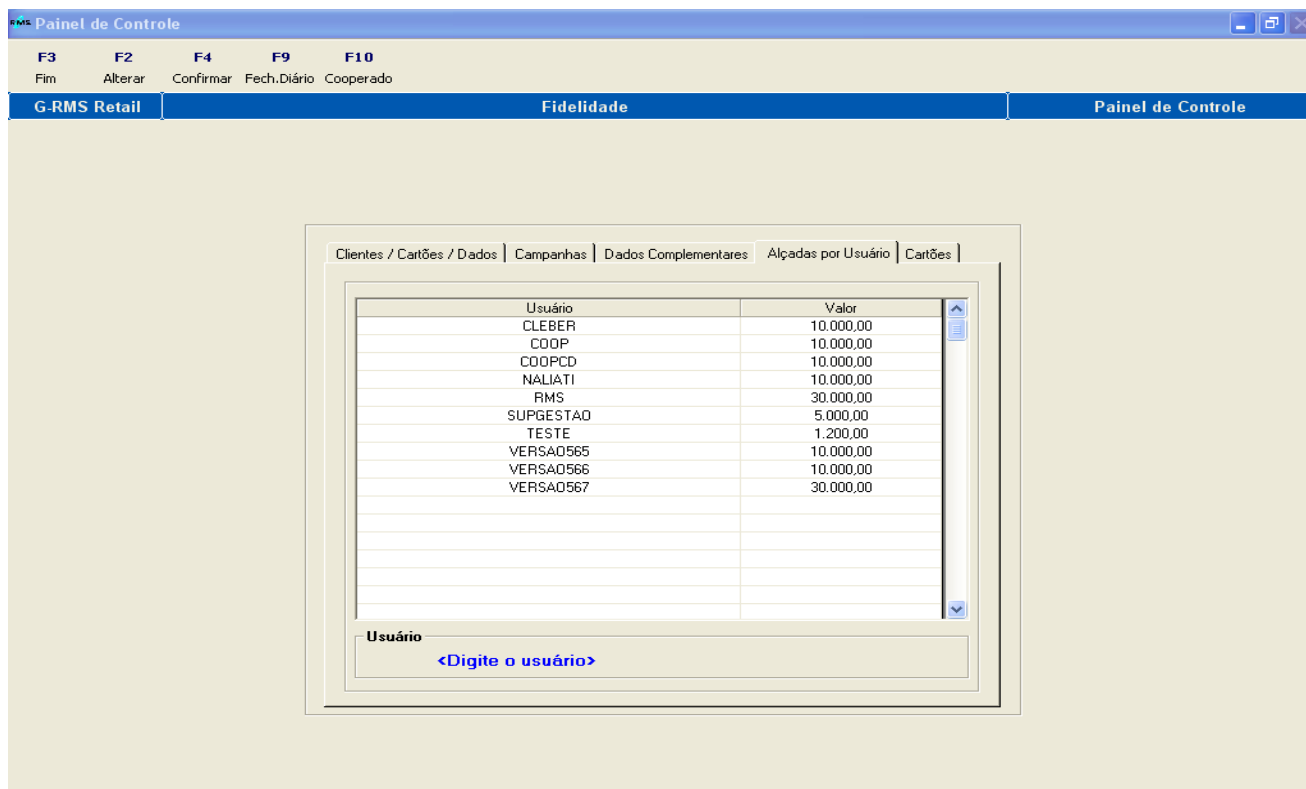 RMS Painel de Controle
F3 F2 F4 F9 F10
Fim Alterar Confirmar Fech.Diário Cooperado
G-RMS Retail Fidelidade Painel de Controle
Clientes / Cartões / Dados Campanhas Dados Complementares Alçadas por Usuário Cartões
Usuário Valor
CLEBER 10.000,00
COOP 10.000,00
COOPCD 10.000,00
NALIATI 10.000,00
RMS 30.000,00
SUPGESTAO 5.000,00
TESTE 1.200,00
VERSAO565 10.000,00
VERSAO566 10.000,00
VERSAO567 30.000,00
Usuário
<Digite o usuário>